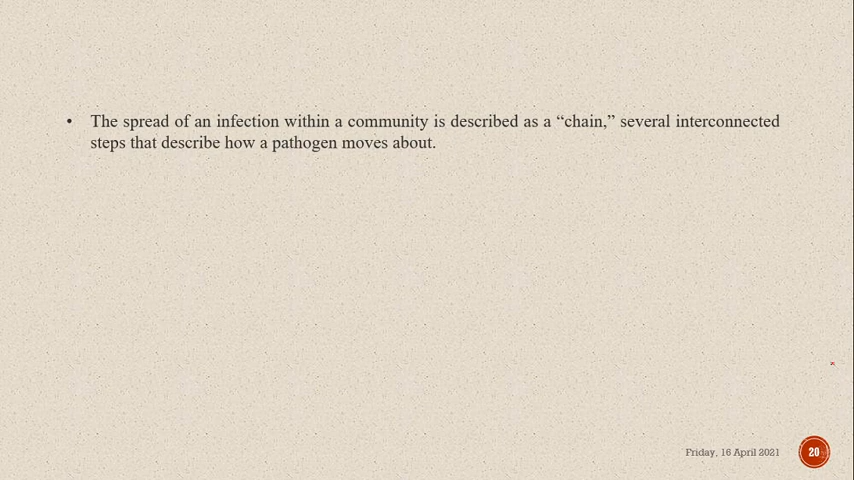 • The spread of an infection within a community is described as a “chain,” several interconnected
steps that describe how a pathogen moves about.
Friday, 16 April 2021
20